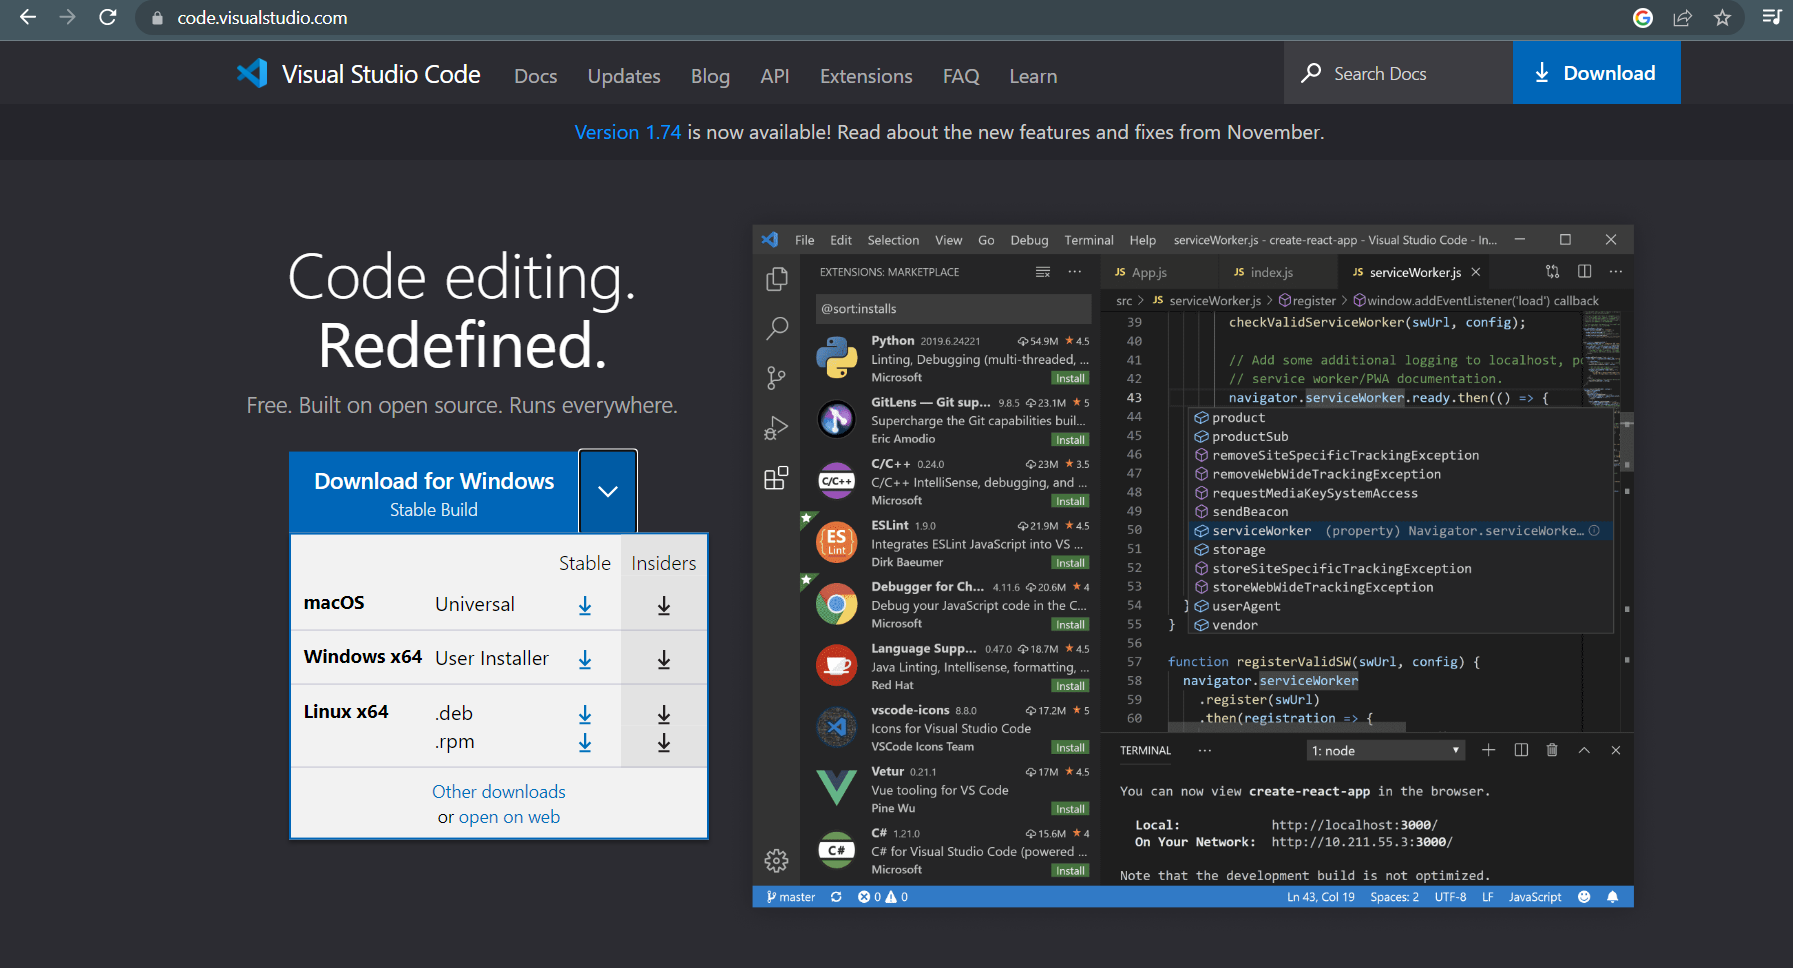 code.visualstudio.com
Visual Studio Code Docs Updates Blog API Extensions FAQ Learn Search Docs Download
Version 1.74 is now available! Read about the new features and fixes from November.
Code editing.
Redefined.
Free. Built on open source. Runs everywhere.
Download for Windows
Stable Build
Stable Insiders
macOS Universal
Windows x64 User Installer
Linux x64 .deb
.rpm
Other downloads
or open on web
File Edit Selection View Go Debug Terminal Help serviceWorker.js - create-react-app - Visual Studio Code - In...
EXTENSIONS: MARKETPLACE
@sort:installs
Python 2019.6.24221 54.9M 4.5
Linting, Debugging (multi-threaded, ...
Microsoft Install
GitLens — Git sup... 9.8.5 23.1M 5
Supercharge the Git capabilities buil...
Eric Amodio Install
C/C++
C/C++ 0.24.0 23M 3.5
C/C++ IntelliSense, debugging, and ...
Microsoft Install
ES
Lint
ESLint 1.9.0 21.9M 4.5
Integrates ESLint JavaScript into VS ...
Dirk Baeumer Install
Debugger for Ch... 4.11.6 20.6M 4
Debug your JavaScript code in the C...
Microsoft Install
Language Supp... 0.47.0 18.7M 4.5
Java Linting, Intellisense, formatting, ...
Red Hat Install
vscode-icons 8.8.0 17.2M 5
Icons for Visual Studio Code
VSCode Icons Team Install
Vetur 0.21.1 17M 4.5
Vue tooling for VS Code
Pine Wu Install
C#
C# 1.21.0 15.6M 4
C# for Visual Studio Code (powered ...
Microsoft Install
JS App.js JS index.js JS serviceWorker.js
src > JS serviceWorker.js > register > window.addEventListener('load') callback
39 checkValidServiceWorker(swUrl, config);
40
41 // Add some additional logging to localhost, po
42 // service worker/PWA documentation.
43 navigator.serviceWorker.ready.then(() => {
44 product
45 productSub
46 removeSiteSpecificTrackingException
47 removeWebWideTrackingException
48 requestMediaKeySystemAccess
49 sendBeacon
50 serviceWorker (property) Navigator.serviceWorke...
51 storage
52 storeSiteSpecificTrackingException
53 storeWebWideTrackingException
54 } userAgent
55 } vendor
56
57 function registerValidSW(swUrl, config) {
58 navigator.serviceWorker
59 .register(swUrl)
60 .then(registration => {
TERMINAL ... 1: node
You can now view create-react-app in the browser.
Local: http://localhost:3000/
On Your Network: http://10.211.55.3:3000/
Note that the development build is not optimized.
master 0 0 Ln 43, Col 19 Spaces: 2 UTF-8 LF JavaScript